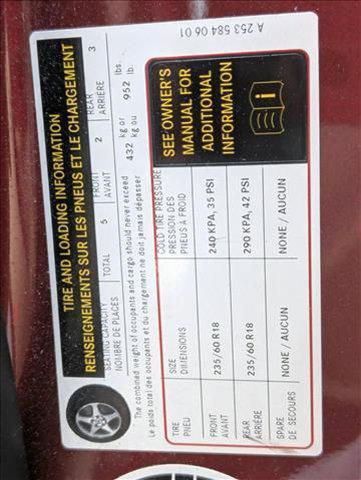 TIRE AND LOADING INFORMATION
RENSEIGNEMENTS SUR LES PNEUS ET LE CHARGEMENT
SEATING CAPACITY
NOMBRE DE PLACES
TOTAL 5
FRONT
AVANT 2
REAR
ARRIÈRE 3
The combined weight of occupants and cargo should never exceed 432 kg or 952 lbs.
Le poids total des occupants et du chargement ne doit jamais dépasser kg ou lb.
TIRE
PNEU
SIZE
DIMENSIONS
COLD TIRE PRESSURE
PRESSION DES
PNEUS À FROID
FRONT
AVANT
235/60 R18
240 KPA, 35 PSI
REAR
ARRIÈRE
235/60 R18
290 KPA, 42 PSI
SPARE
DE SECOURS
NONE / AUCUN
NONE / AUCUN
SEE OWNER'S
MANUAL FOR
ADDITIONAL
INFORMATION
i
A 253 584 06 01